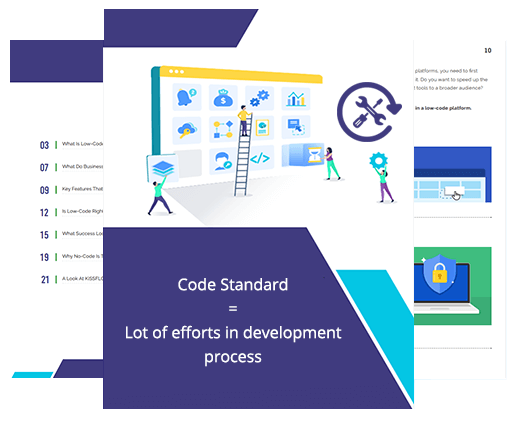 03 What Is Low-Code
07 What Do Business
09 Key Features That
12 Is Low-Code Right
15 What Success Loo
19 Why No-Code Is T
21 A Look At KiSSFLO
Code Standard
=
Lot of efforts in development
process
10
platforms, you need to first
it. Do you want to speed up the
tools to a broader audience?
in a low-code platform.